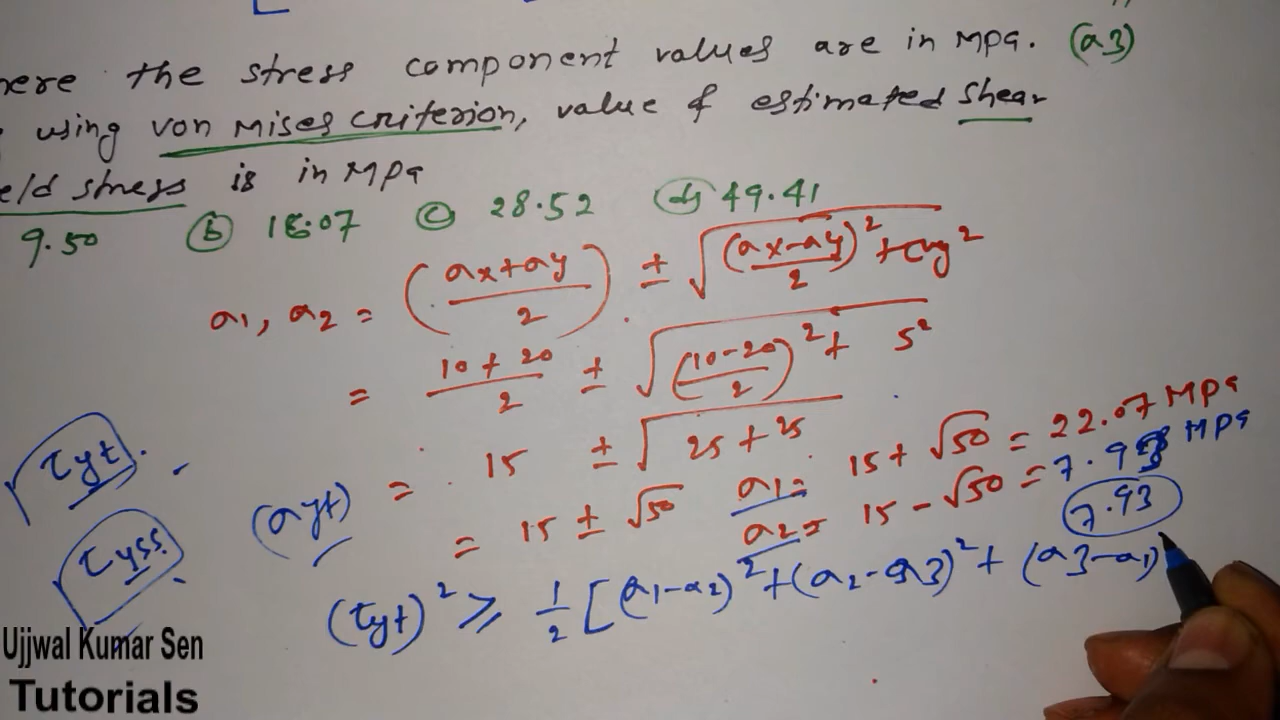 here the stress component values are in MPa. (σ3)
using von Mises criterion, value of estimated shear
eld stress is in MPa
9.50 (b) 18.07 (c) 28.52 (d) 49.41
σ1, σ2 = (σx+σy / 2) ± √((σx-σy / 2)² + τxy²)
= 10 + 20 / 2 ± √((10-20 / 2)² + 5²)
= 15 ± √25 + 25
= 15 ± √50
σ1 = 15 + √50 = 22.07 MPa
σ2 = 15 - √50 = 7.93 MPa
7.93
τyt.
(σyt)
τyss.
(τyt)² ≥ 1/2 [(σ1-σ2)² + (σ2-σ3)² + (σ3-σ1)
Ujjwal Kumar Sen
Tutorials